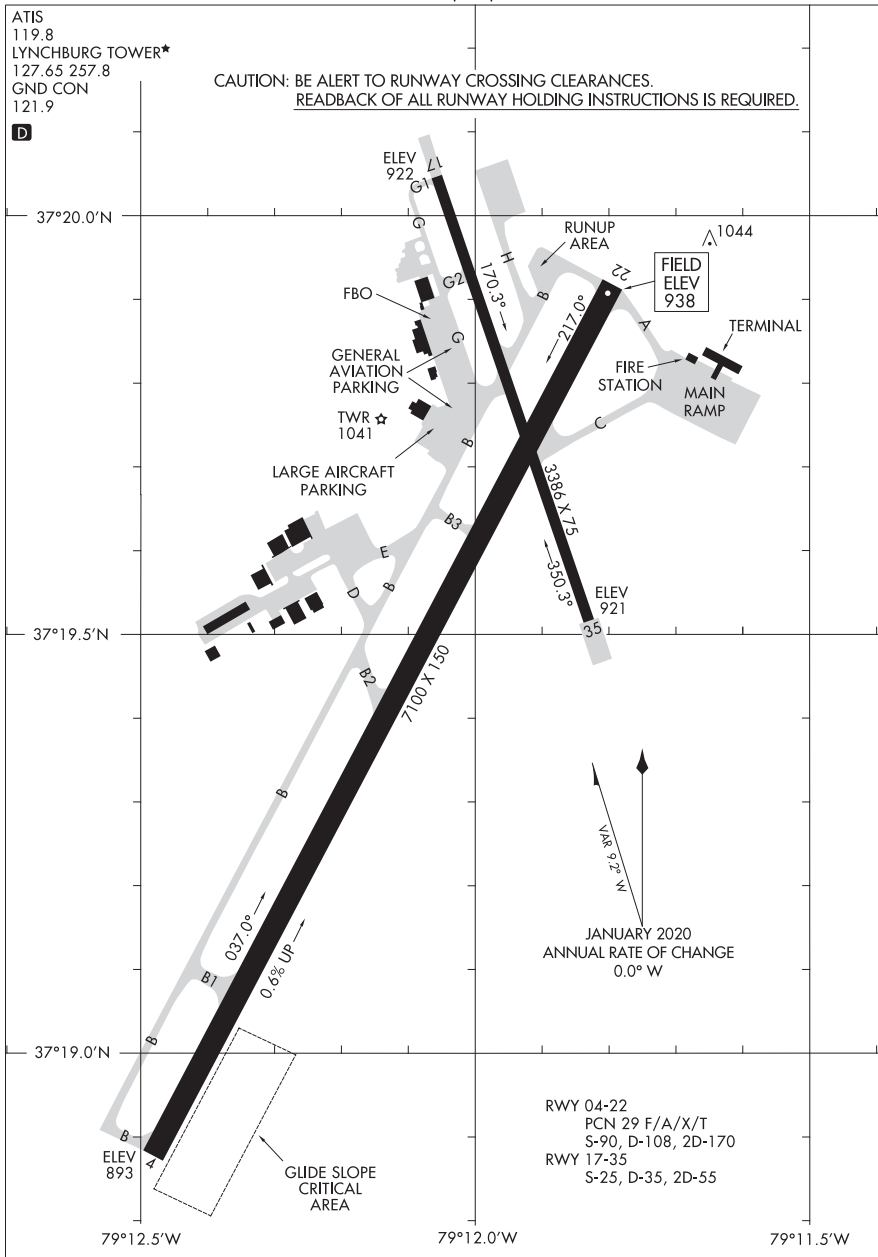 ATIS
119.8
LYNCHBURG TOWER★
127.65 257.8
GND CON
121.9
D
CAUTION: BE ALERT TO RUNWAY CROSSING CLEARANCES.
READBACK OF ALL RUNWAY HOLDING INSTRUCTIONS IS REQUIRED.
ELEV
922
17
G1
37°20.0'N
G
H
RUNUP
AREA
1044
22
FIELD
ELEV
938
G2
170.3°
B
FBO
217.0°
A
TERMINAL
G
GENERAL
AVIATION
PARKING
FIRE
STATION
MAIN
RAMP
TWR
1041
C
B
LARGE AIRCRAFT
PARKING
3386 X 75
B3
E
350.3°
B
D
ELEV
921
35
37°19.5'N
B2
7100 X 150
B
VAR 9.2° W
037.0°
0.6% UP
JANUARY 2020
ANNUAL RATE OF CHANGE
0.0° W
B1
B
37°19.0'N
RWY 04-22
PCN 29 F/A/X/T
S-90, D-108, 2D-170
RWY 17-35
S-25, D-35, 2D-55
B
ELEV
893
4
GLIDE SLOPE
CRITICAL
AREA
79°12.5'W
79°12.0'W
79°11.5'W